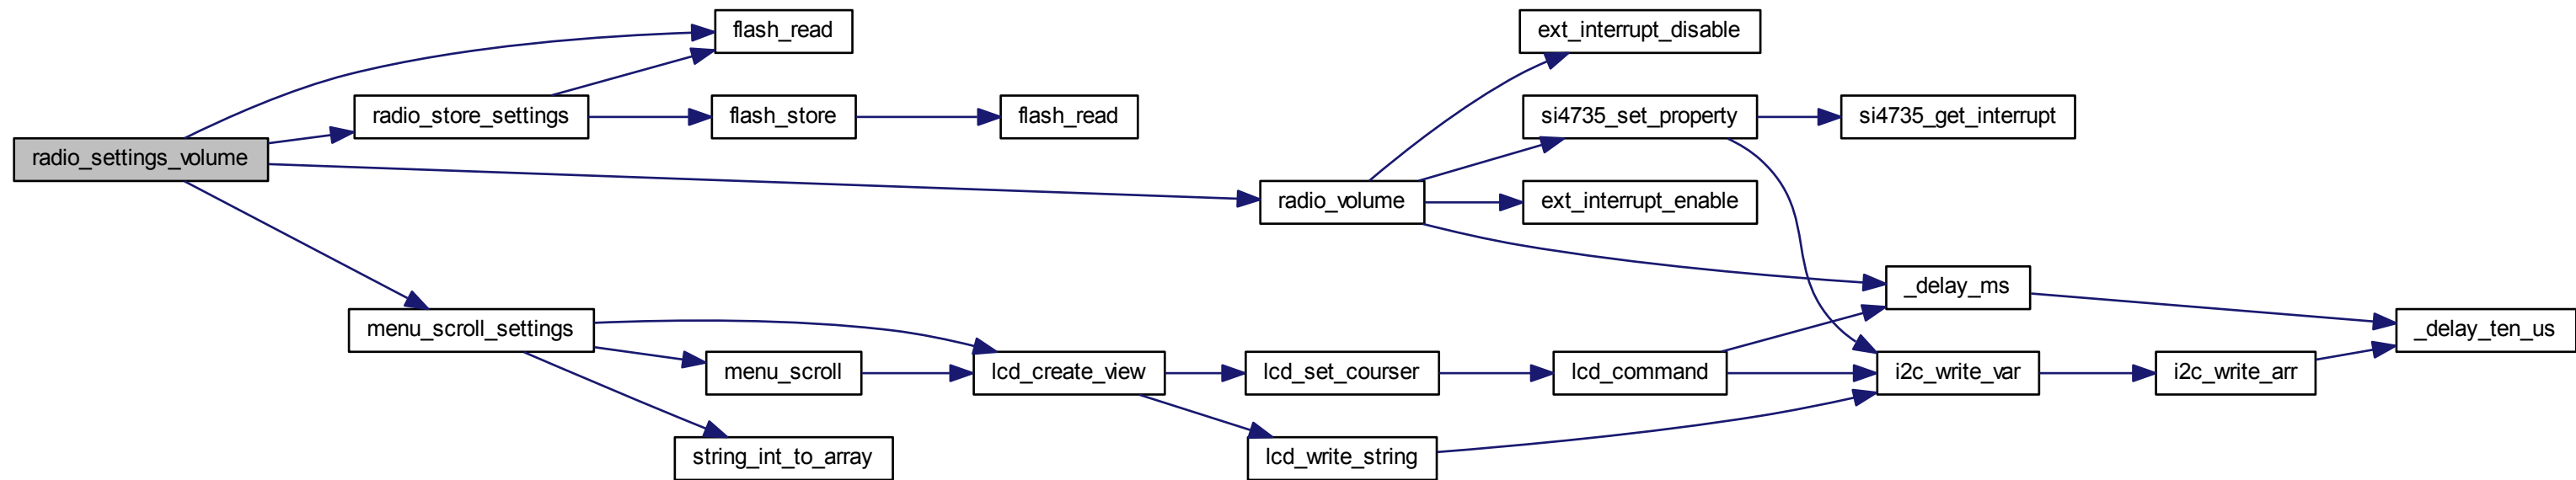 flash_read
ext_interrupt_disable
radio_store_settings
flash_store
flash_read
si4735_set_property
si4735_get_interrupt
radio_settings_volume
radio_volume
ext_interrupt_enable
_delay_ms
menu_scroll_settings
_delay_ten_us
menu_scroll
lcd_create_view
lcd_set_courser
lcd_command
i2c_write_var
i2c_write_arr
string_int_to_array
lcd_write_string